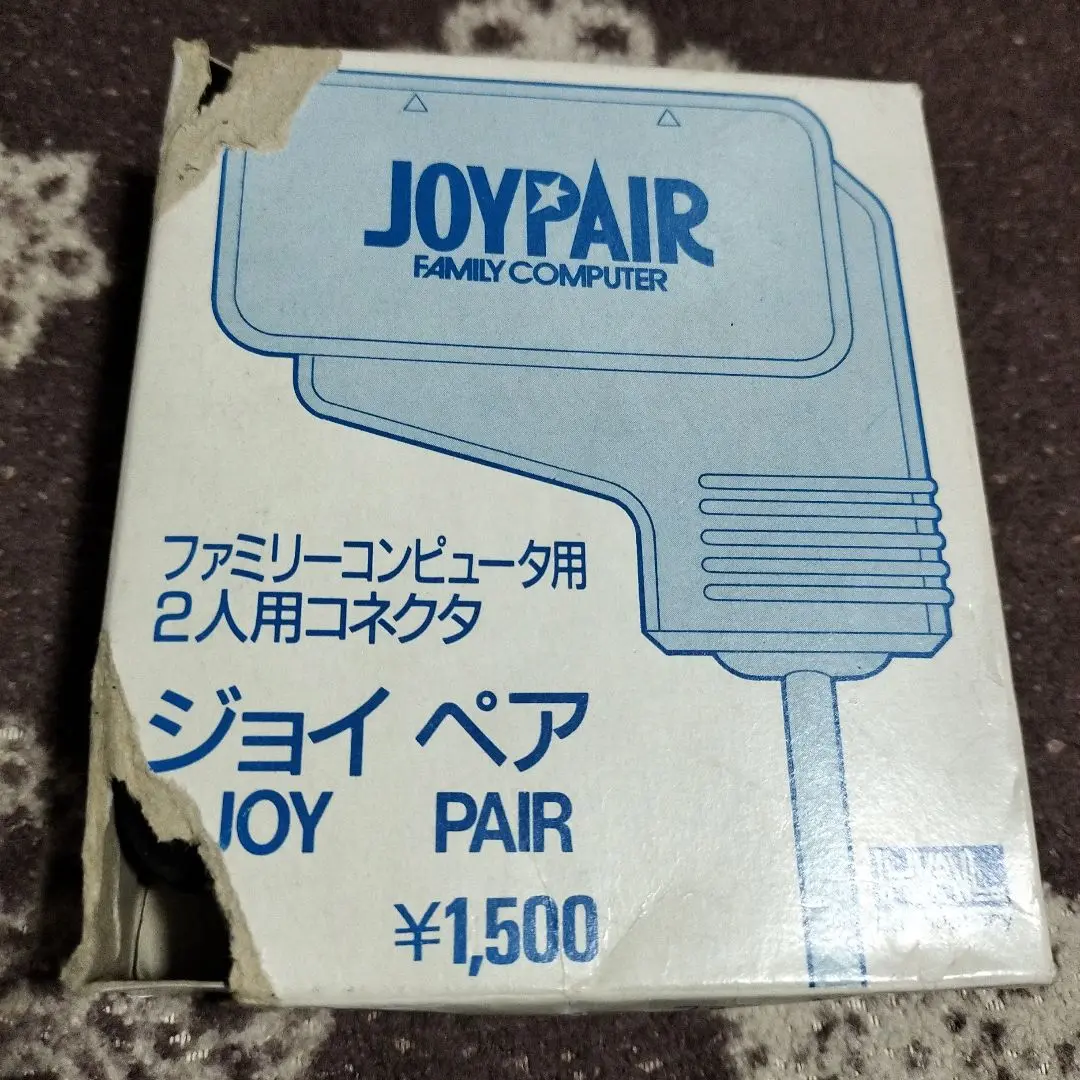 JOYPAIR
FAMILY COMPUTER
ファミリーコンピュータ用
2人用コネクタ
ジョイ ペア
JOY PAIR
¥1,500